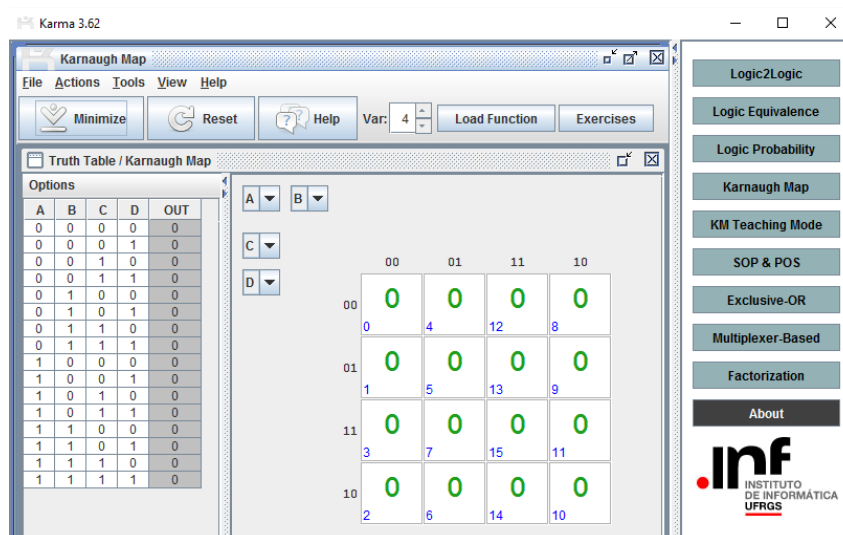 Karma 3.62
Karnaugh Map
File Actions Tools View Help
Minimize Reset Help Var: 4 Load Function Exercises
Truth Table / Karnaugh Map
Options
A B C D OUT
0 0 0 0 0
0 0 0 1 0
0 0 1 0 0
0 0 1 1 0
0 1 0 0 0
0 1 0 1 0
0 1 1 0 0
0 1 1 1 0
1 0 0 0 0
1 0 0 1 0
1 0 1 0 0
1 0 1 1 0
1 1 0 0 0
1 1 0 1 0
1 1 1 0 0
1 1 1 1 0
A B
C
D
00 01 11 10
00 0 0 0 0
0 4 12 8
01 0 0 0 0
1 5 13 9
11 0 0 0 0
3 7 15 11
10 0 0 0 0
2 6 14 10
Logic2Logic
Logic Equivalence
Logic Probability
Karnaugh Map
KM Teaching Mode
SOP & POS
Exclusive-OR
Multiplexer-Based
Factorization
About
.inf
INSTITUTO
DE INFORMÁTICA
UFRGS